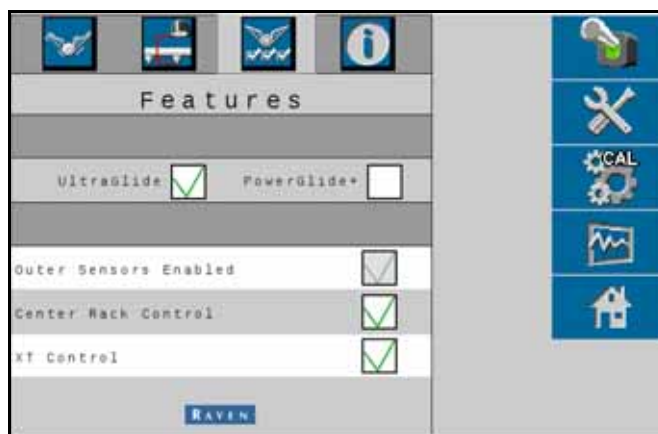 Features
UltraGlide PowerGlide+
CAL
Outer Sensors Enabled
Center Rack Control
XT Control
RAVEN